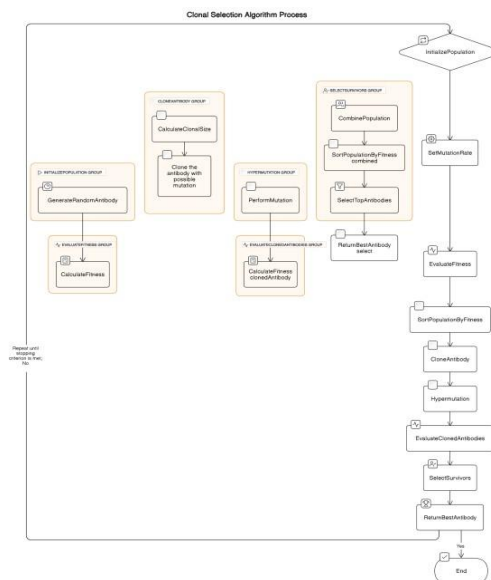 Clonal Selection Algorithm Process
InitializePopulation
SELECTSURVIVORS GROUP
CLONEANTIBODY GROUP
CombinePopulation
CalculateClonalSize
SetMutationRate
SortPopulationByFitness
combined
Clone the
antibody with
possible
mutation
INITIALIZEPOPULATION GROUP
HYPERMUTATION GROUP
GenerateRandomAntibody
PerformMutation
SelectTopAntibodies
EVALUATEFITNESS GROUP
EVALUATECLONEDANTIBODIES GROUP
ReturnBestAntibody
select
EvaluateFitness
CalculateFitness
CalculateFitness
clonedAntibody
SortPopulationByFitness
Repeat until
stopping
criterion is met;
No
CloneAntibody
Hypermutation
EvaluateClonedAntibodies
SelectSurvivors
ReturnBestAntibody
Yes
End